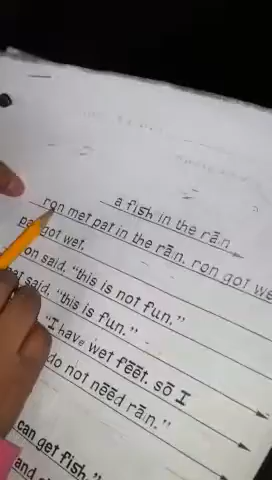 a fish in the rān
ron met pat in the rān. ron got we
pat got wet.
ron said, "this is not fun."
pat said, "this is fun."
"I have wet fēēt. sō I
do not nēēd rān."
can get fish."
and